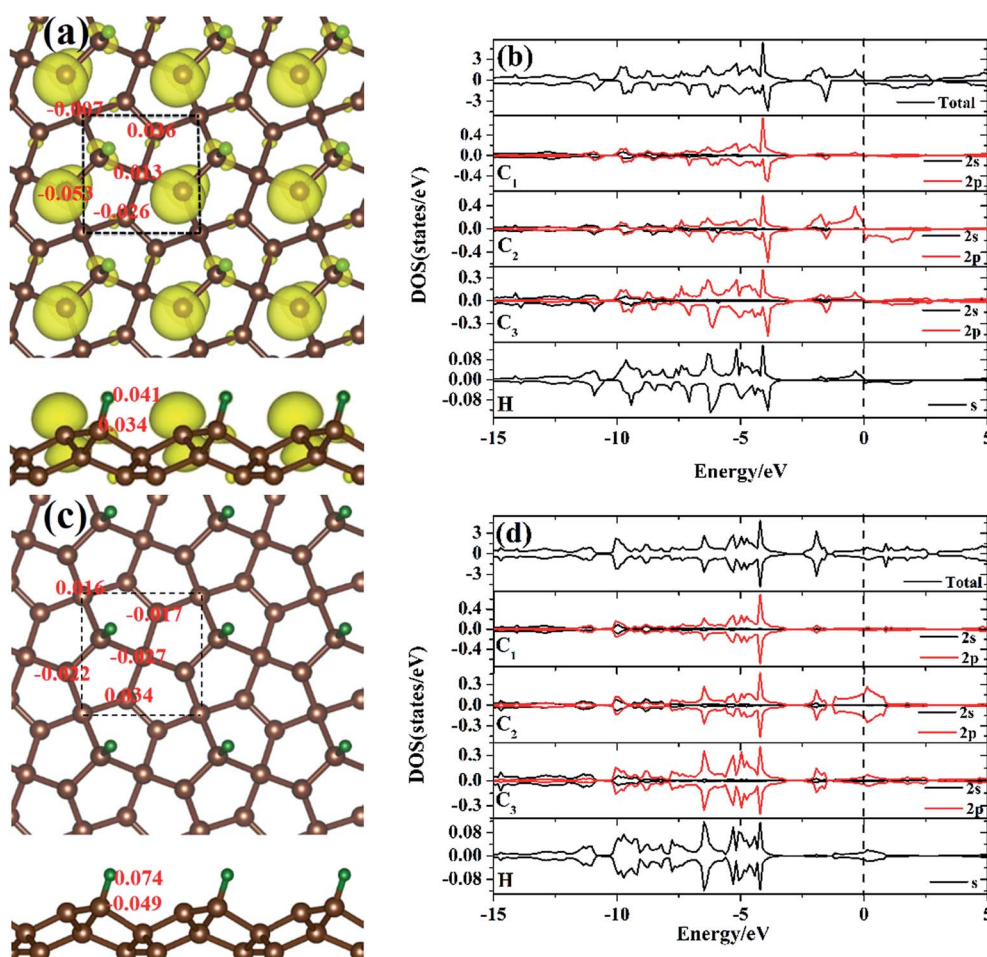 (a)
0.036
0.013
-0.053
-0.026
0.041
0.034
(b)
DOS(states/eV)
3
0
-3
Total
0.4
0.0
-0.4
C1
2s
2p
0.4
0.0
-0.4
C2
2s
2p
0.3
0.0
-0.3
C3
2s
2p
0.08
0.00
-0.08
H
s
-15 -10 -5 0 5
Energy/eV
(c)
0.016
-0.017
-0.027
-0.022
0.034
0.074
-0.049
(d)
DOS(states/eV)
3
0
-3
Total
0.4
0.0
-0.4
C1
2s
2p
0.3
0.0
-0.3
C2
2s
2p
0.3
0.0
-0.3
C3
2s
2p
0.08
0.00
-0.08
H
s
-15 -10 -5 0 5
Energy/eV